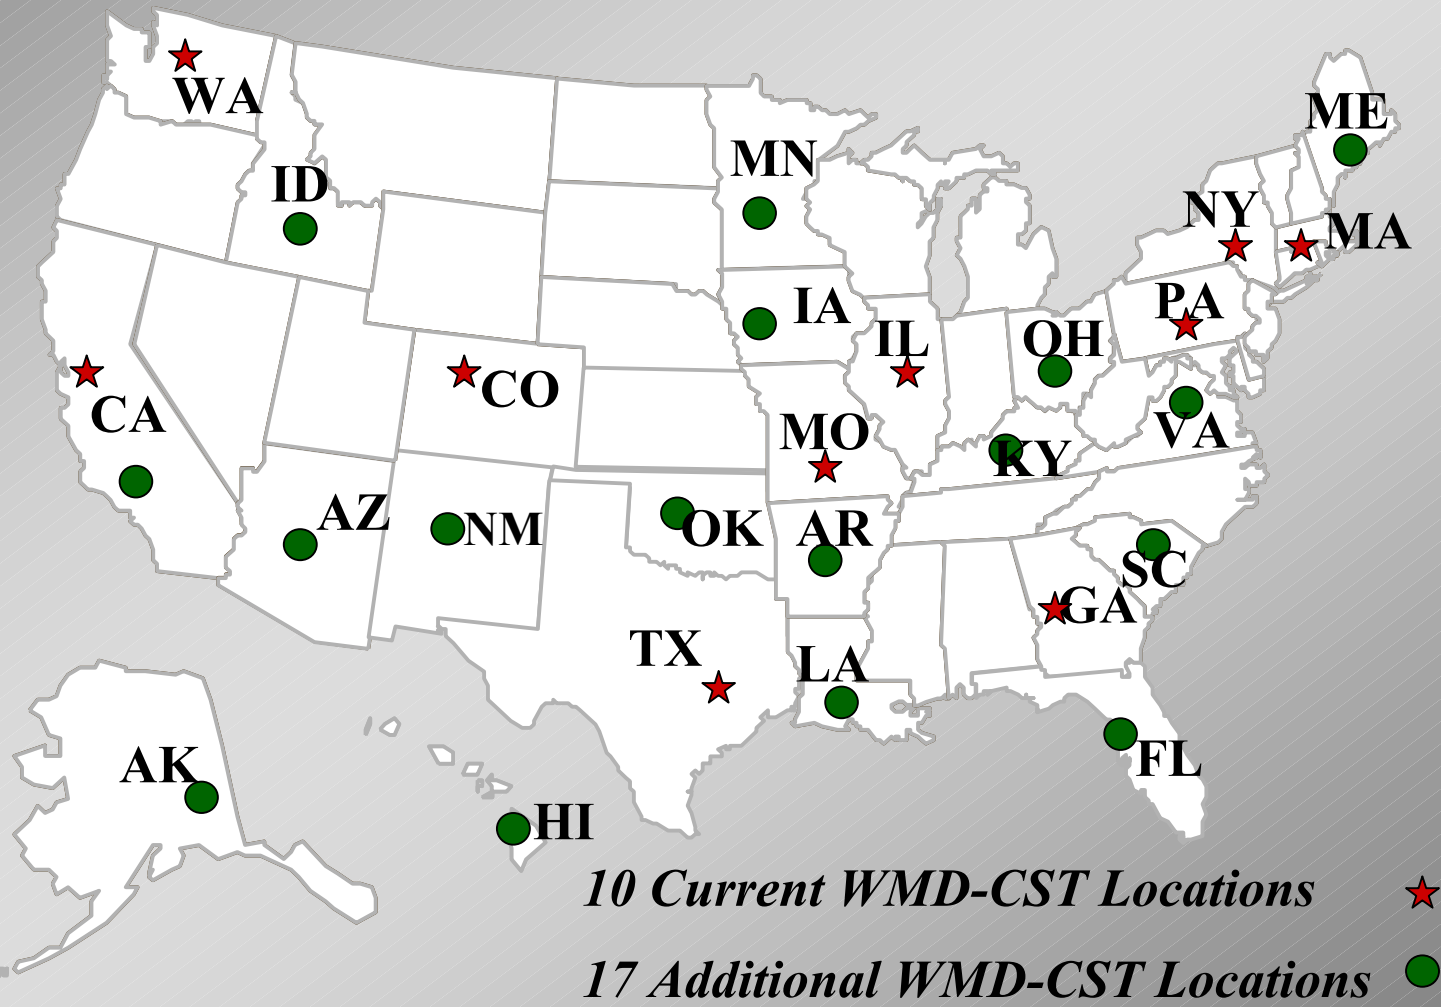 WA
ME
MN
ID
NY
MA
PA
IA
IL
OH
CO
CA
MO
VA
KY
AZ
NM
OK
AR
SC
GA
TX
LA
AK
FL
HI
10 Current WMD-CST Locations
17 Additional WMD-CST Locations